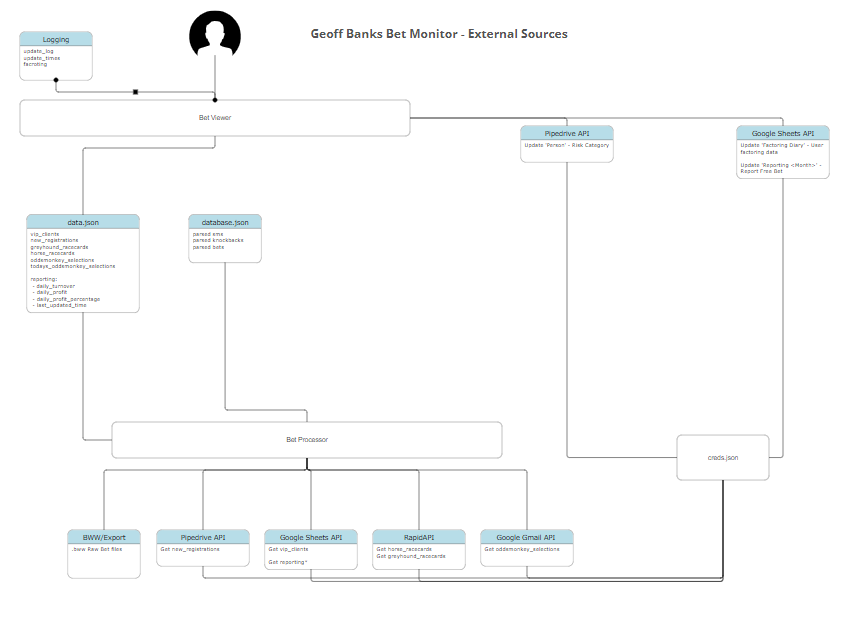 Geoff Banks Bet Monitor - External Sources
Logging
update_log
update_times
factoring
Bet Viewer
Pipedrive API
Update 'Person' - Risk Category
Google Sheets API
Update 'Factoring Diary' - User
factoring data
Update 'Reporting <Month>' -
Report Free Bet
data.json
vip_clients
new_registrations
greyhound_racecards
horse_racecards
oddsmonkey_selections
todays_oddsmonkey_selections
reporting:
- daily_turnover
- daily_profit
- daily_profit_percentage
- last_updated_time
database.json
parsed sms
parsed knockbacks
parsed bets
Bet Processor
creds.json
BWW/Export
.bww Raw Bet files
Pipedrive API
Get new_registrations
Google Sheets API
Get vip_clients
Get reporting*
RapidAPI
Get horse_racecards
Get greyhound_racecards
Google Gmail API
Get oddsmonkey_selections